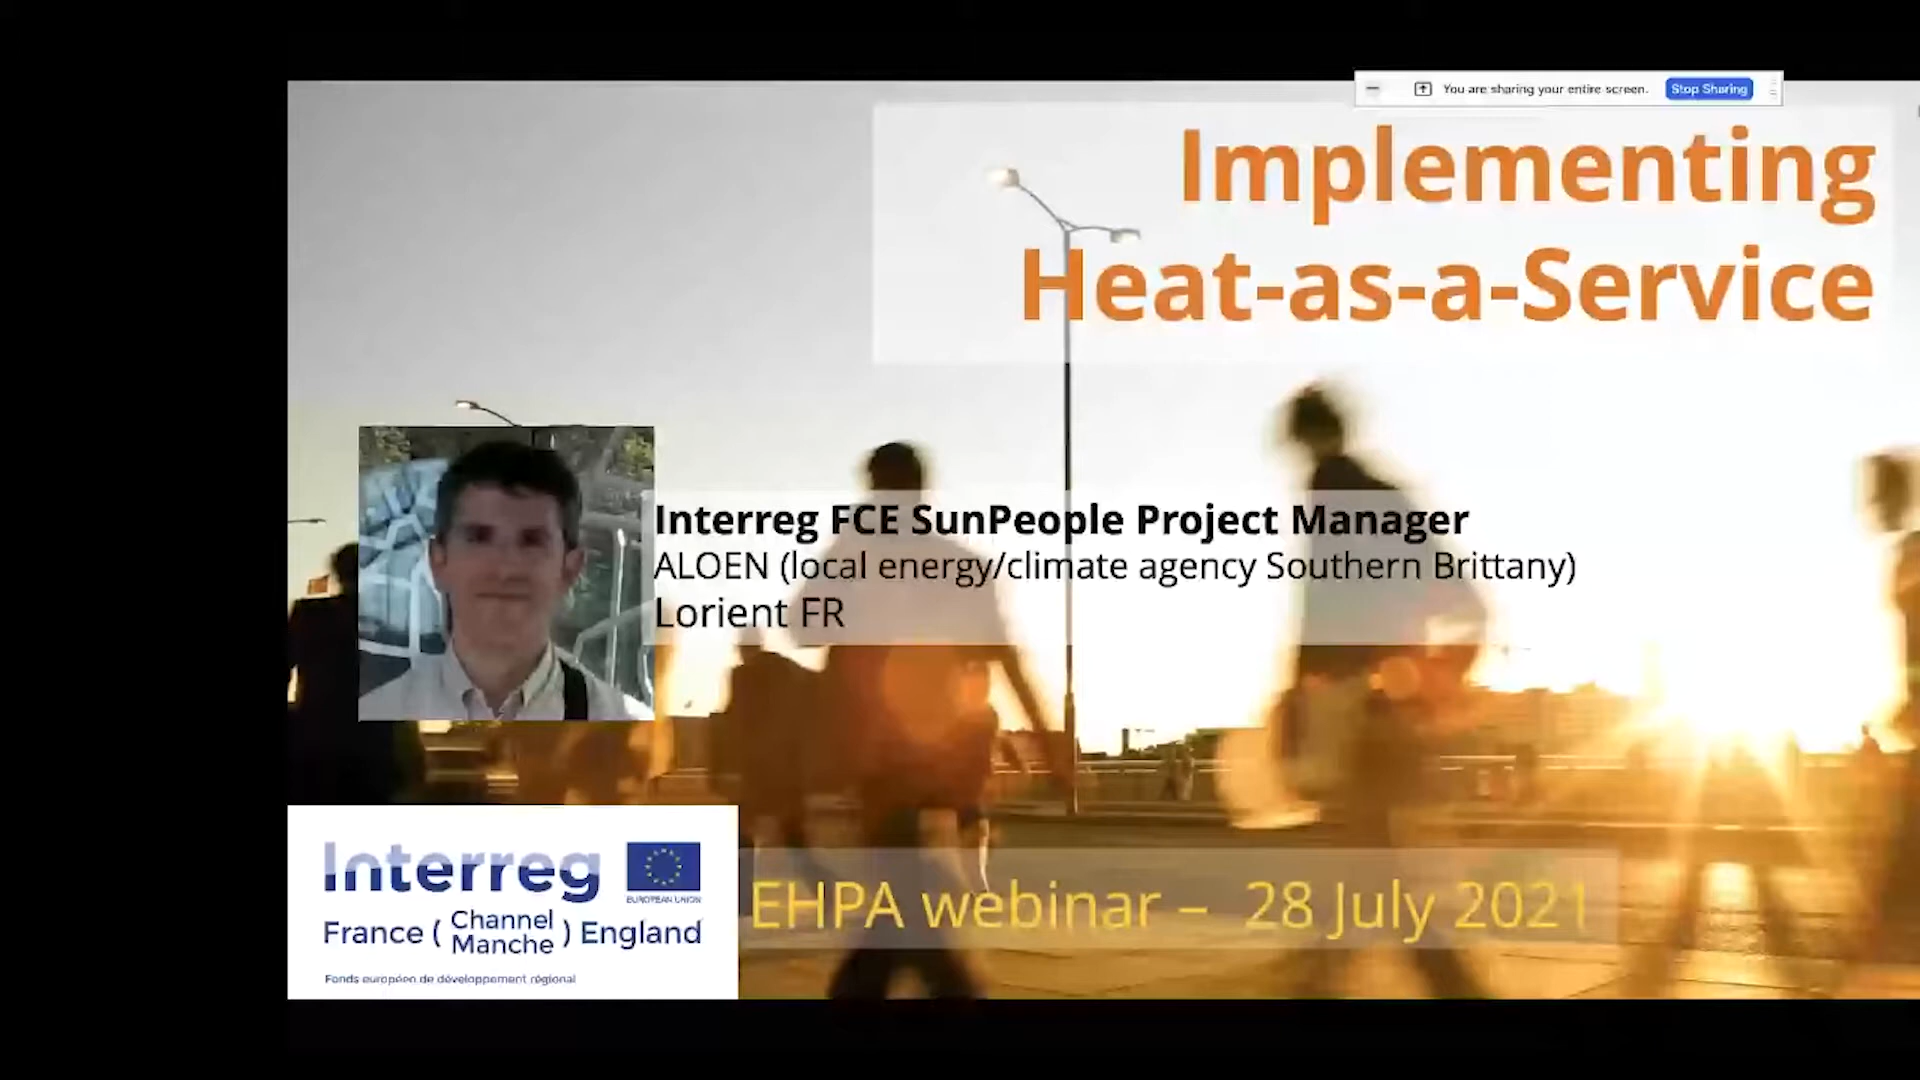 You are sharing your entire screen. Stop Sharing
Implementing
Heat-as-a-Service
Interreg FCE SunPeople Project Manager
ALOEN (local energy/climate agency Southern Brittany)
Lorient FR
Interreg
EUROPEAN UNION
France ( Channel Manche ) England
Fonds européen de développement régional
EHPA webinar – 28 July 2021